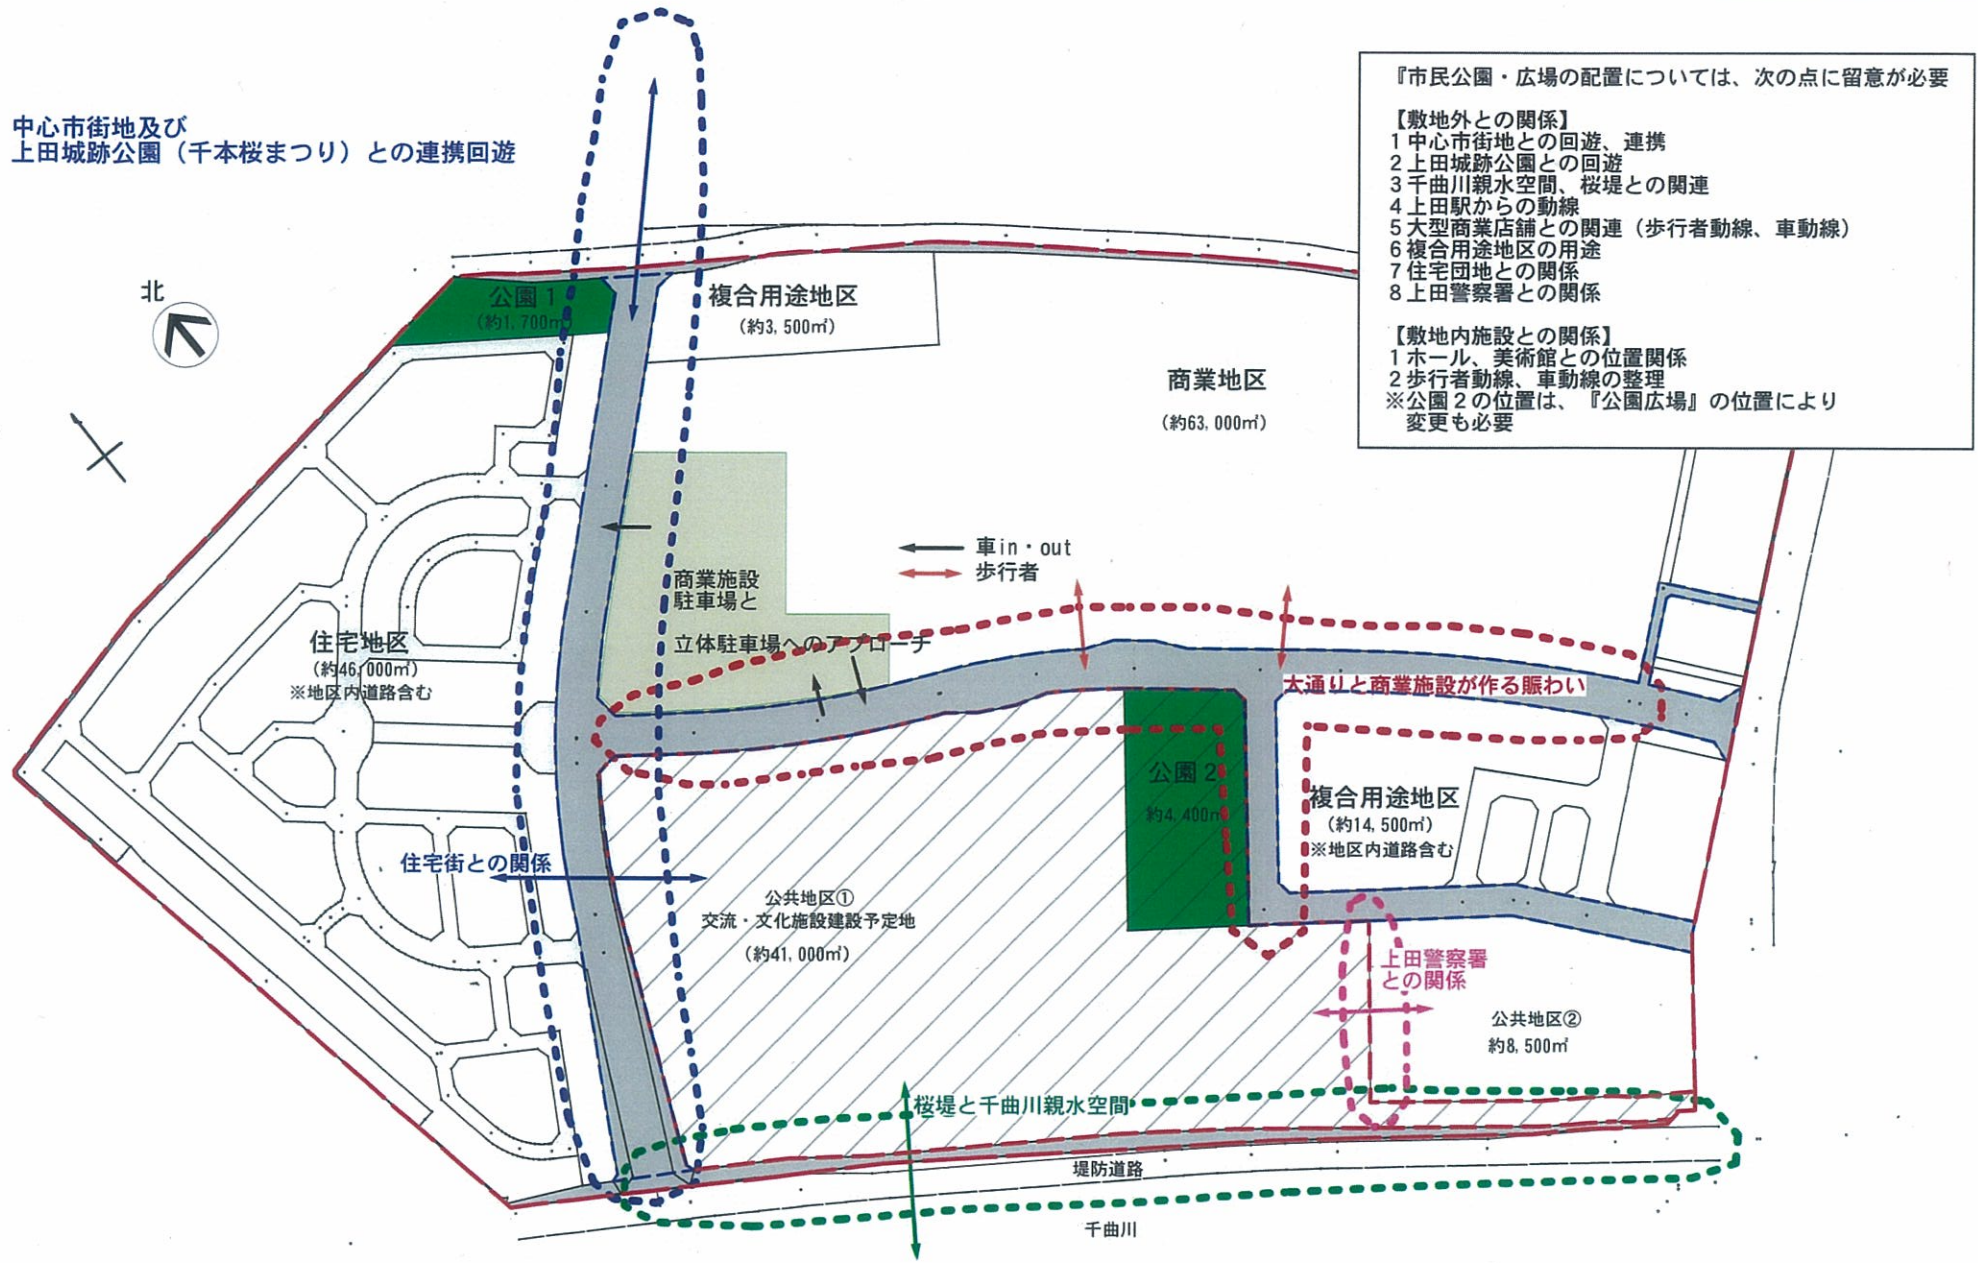 中心市街地及び
上田城跡公園（千本桜まつり）との連携回遊
『市民公園・広場の配置については、次の点に留意が必要
【敷地外との関係】
1 中心市街地との回遊、連携
2 上田城跡公園との回遊
3 千曲川親水空間、桜堤との関連
4 上田駅からの動線
5 大型商業店舗との関連（歩行者動線、車動線）
6 複合用途地区の用途
7 住宅団地との関係
8 上田警察署との関係
【敷地内施設との関係】
1 ホール、美術館との位置関係
2 歩行者動線、車動線の整理
※公園２の位置は、『公園広場』の位置により
変更も必要
北
公園１
（約1,700㎡
複合用途地区
（約3,500㎡）
商業地区
（約63,000㎡）
車in・out
歩行者
商業施設
駐車場と
立体駐車場へのアプローチ
住宅地区
（約46,000㎡）
※地区内道路含む
大通りと商業施設が作る賑わい
公園２
約4,400㎡
複合用途地区
（約14,500㎡）
※地区内道路含む
住宅街との関係
公共地区①
交流・文化施設建設予定地
（約41,000㎡）
上田警察署
との関係
公共地区②
約8,500㎡
桜堤と千曲川親水空間
堤防道路
千曲川